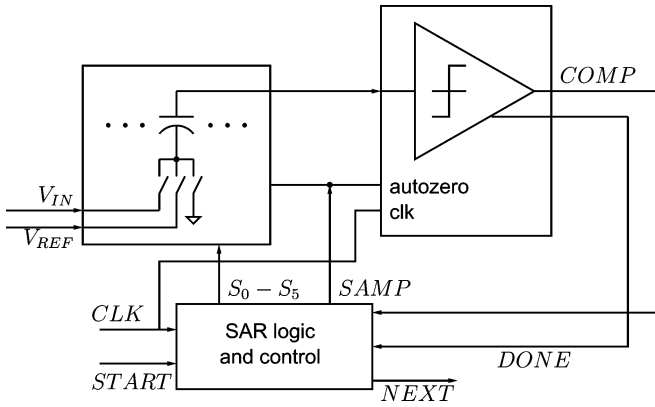 COMP
autozero
clk
V_IN
V_REF
S_0 − S_5
SAMP
CLK
SAR logic
and control
START
DONE
NEXT